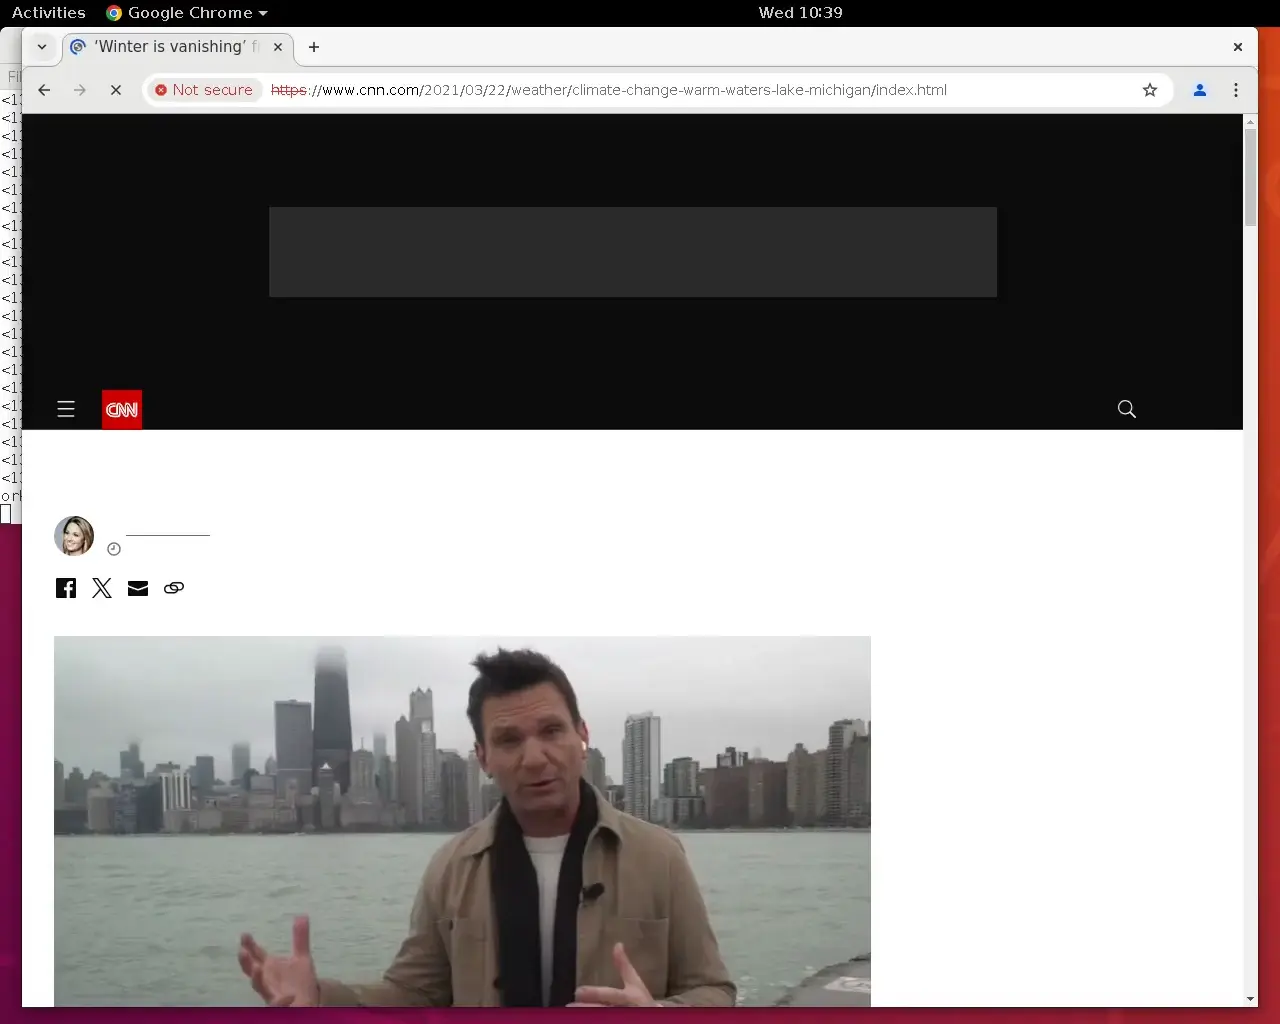 Activities
Google Chrome
Wed 10:39
'Winter is vanishing'
Not secure
https://www.cnn.com/2021/03/22/weather/climate-change-warm-waters-lake-michigan/index.html
CNN